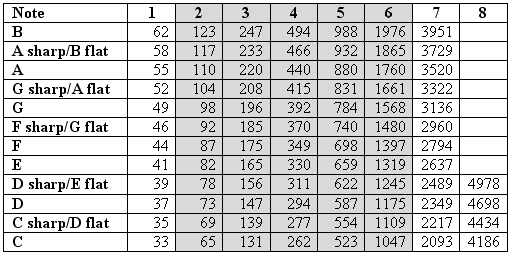 Note 1 2 3 4 5 6 7 8
B 62 123 247 494 988 1976 3951
A sharp/B flat 58 117 233 466 932 1865 3729
A 55 110 220 440 880 1760 3520
G sharp/A flat 52 104 208 415 831 1661 3322
G 49 98 196 392 784 1568 3136
F sharp/G flat 46 92 185 370 740 1480 2960
F 44 87 175 349 698 1397 2794
E 41 82 165 330 659 1319 2637
D sharp/E flat 39 78 156 311 622 1245 2489 4978
D 37 73 147 294 587 1175 2349 4698
C sharp/D flat 35 69 139 277 554 1109 2217 4434
C 33 65 131 262 523 1047 2093 4186